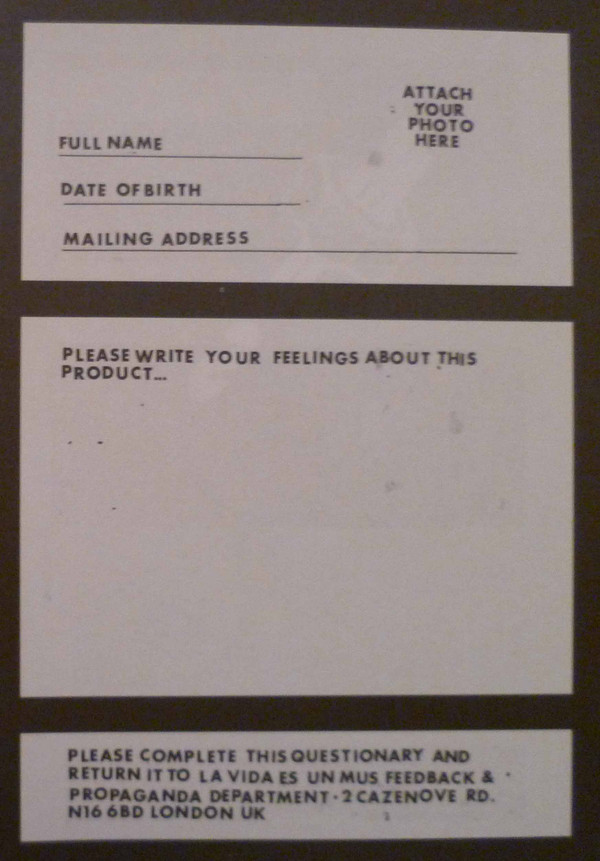 ATTACH
YOUR
PHOTO
HERE
FULL NAME
DATE OF BIRTH
MAILING ADDRESS
PLEASE WRITE YOUR FEELINGS ABOUT THIS
PRODUCT...
PLEASE COMPLETE THIS QUESTIONARY AND
RETURN IT TO LA VIDA ES UN MUS FEEDBACK &
PROPAGANDA DEPARTMENT · 2 CAZENOVE RD.
N16 6BD LONDON UK